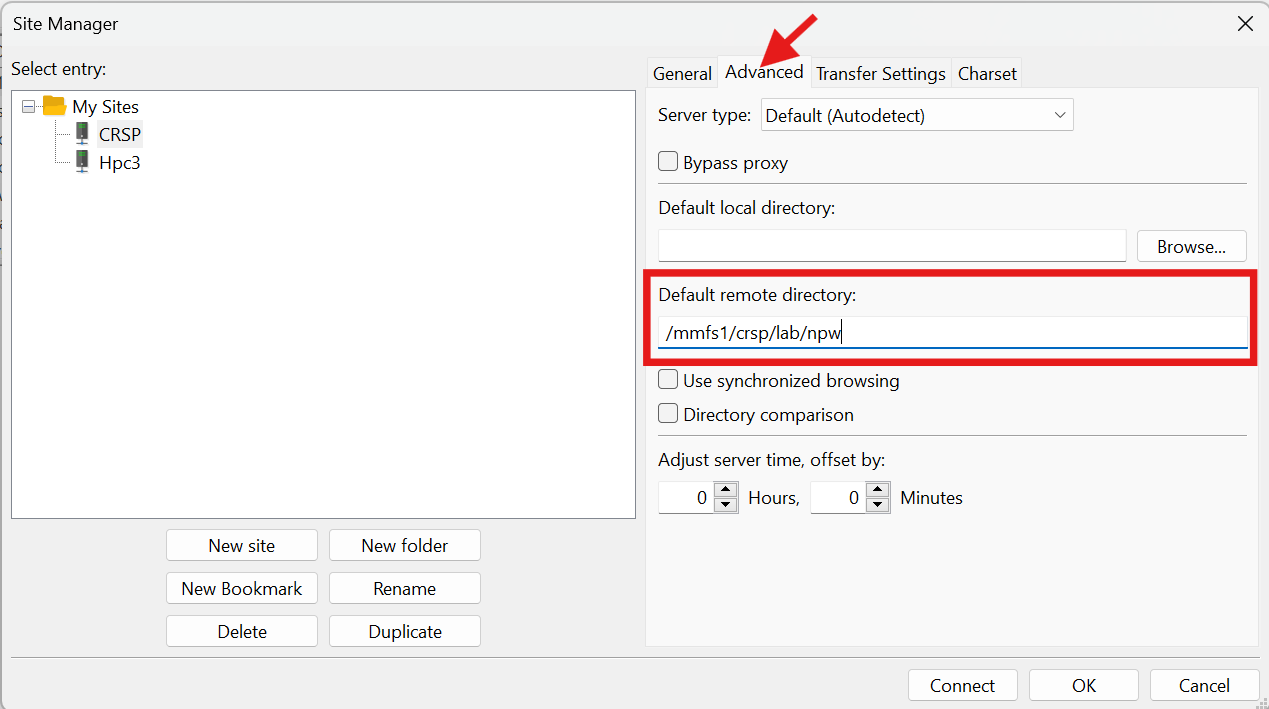 Site Manager
Select entry:
My Sites
CRSP
Hpc3
New site
New folder
New Bookmark
Rename
Delete
Duplicate
General
Advanced
Transfer Settings
Charset
Server type:
Default (Autodetect)
Bypass proxy
Default local directory:
Browse...
Default remote directory:
/mmfs1/crsp/lab/npw
Use synchronized browsing
Directory comparison
Adjust server time, offset by:
0 Hours, 0 Minutes
Connect
OK
Cancel